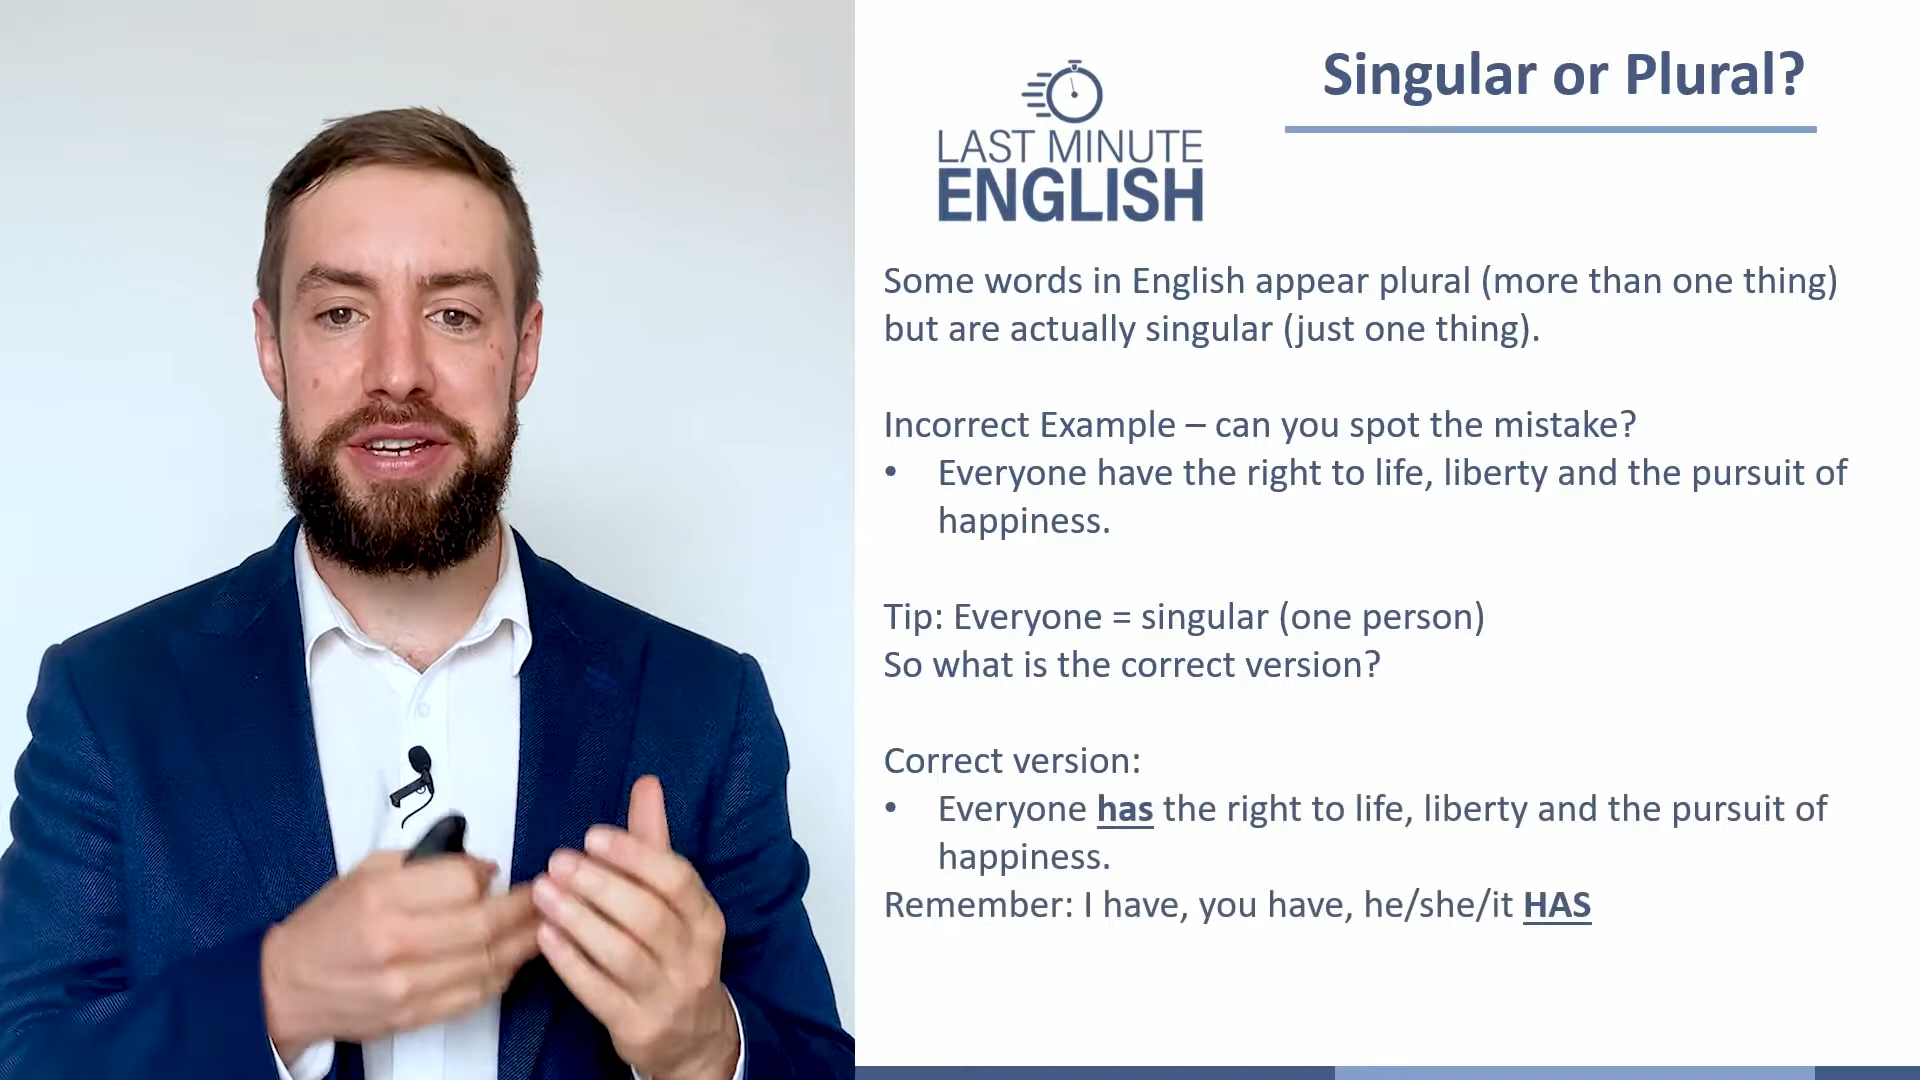 Singular or Plural?
LAST MINUTE
ENGLISH
Some words in English appear plural (more than one thing)
but are actually singular (just one thing).
Incorrect Example – can you spot the mistake?
• Everyone have the right to life, liberty and the pursuit of
happiness.
Tip: Everyone = singular (one person)
So what is the correct version?
Correct version:
• Everyone has the right to life, liberty and the pursuit of
happiness.
Remember: I have, you have, he/she/it HAS